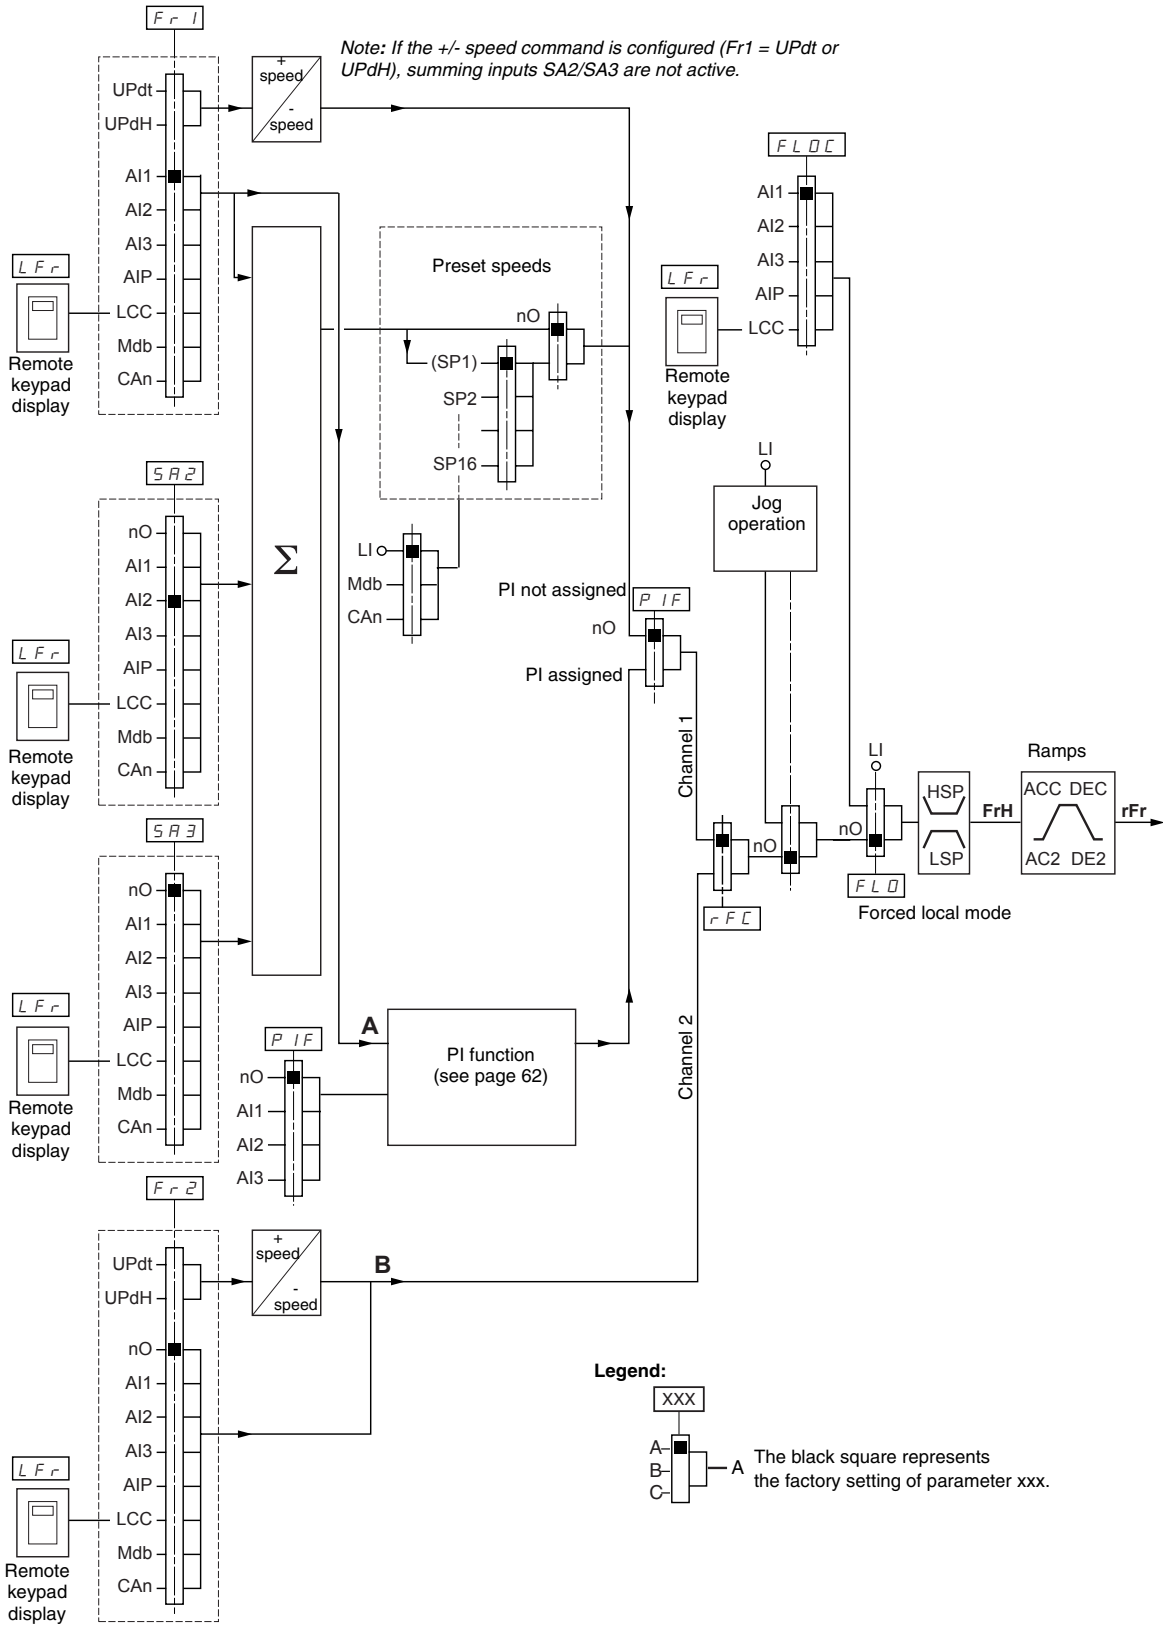 Fr1
Note: If the +/- speed command is configured (Fr1 = UPdt or
UPdH), summing inputs SA2/SA3 are not active.
UPdt
UPdH
AI1
AI2
AI3
AIP
LCC
Mdb
CAn
+
speed
-
speed
LFr
Remote
keypad
display
Preset speeds
nO
(SP1)
SP2
SP16
LI
Mdb
CAn
FLOC
AI1
AI2
AI3
AIP
LCC
LFr
Remote
keypad
display
LI
Jog
operation
SA2
nO
AI1
AI2
AI3
AIP
LCC
Mdb
CAn
LFr
Remote
keypad
display
Σ
PI not assigned
PIF
nO
PI assigned
Channel 1
rFC
nO
nO
LI
FLO
Forced local mode
HSP
LSP
FrH
Ramps
ACC DEC
AC2 DE2
rFr
SA3
nO
AI1
AI2
AI3
AIP
LCC
Mdb
CAn
LFr
Remote
keypad
display
A
PIF
nO
AI1
AI2
AI3
PI function
(see page 62)
Channel 2
Fr2
UPdt
UPdH
nO
AI1
AI2
AI3
AIP
LCC
Mdb
CAn
+
speed
-
speed
B
LFr
Remote
keypad
display
Legend:
XXX
A
B
C
A
The black square represents
the factory setting of parameter xxx.